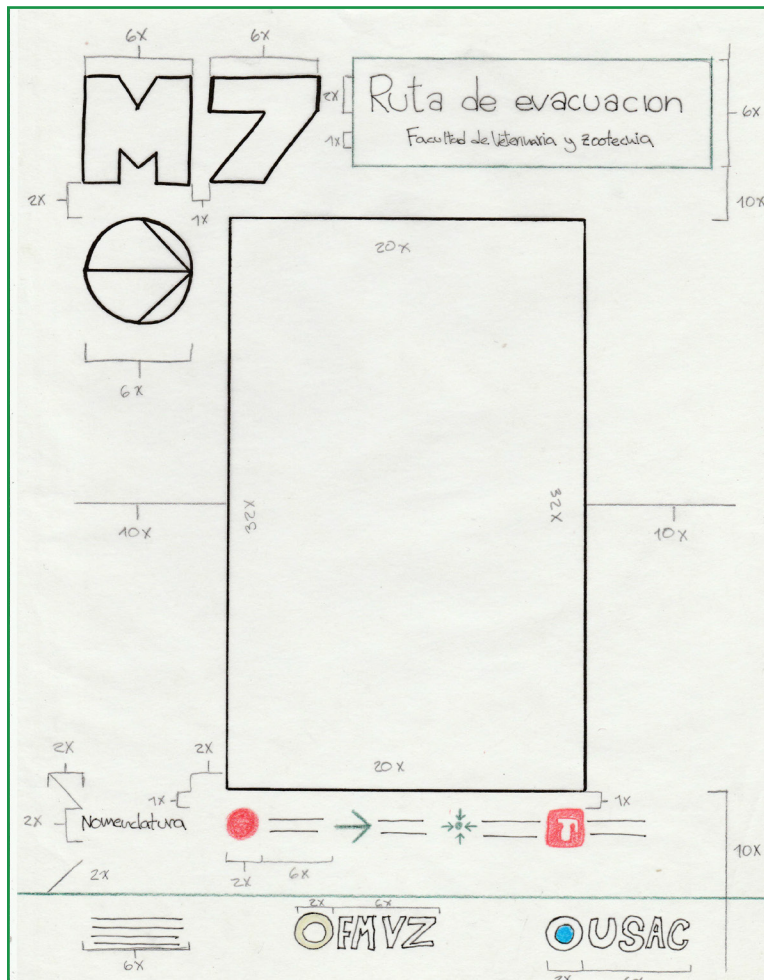 6X 6X
M7
2X
Ruta de evacuacion
1X
Facultad de Veterinaria y Zootecnia
6X
2X
1X
10X
20X
6X
32X
32X
10X
10X
20X
2X
2X
1X
1X
2X
Nomenclatura
T
2X
6X
10X
2X
2X 6X
FMVZ
USAC
6X
2X 6X